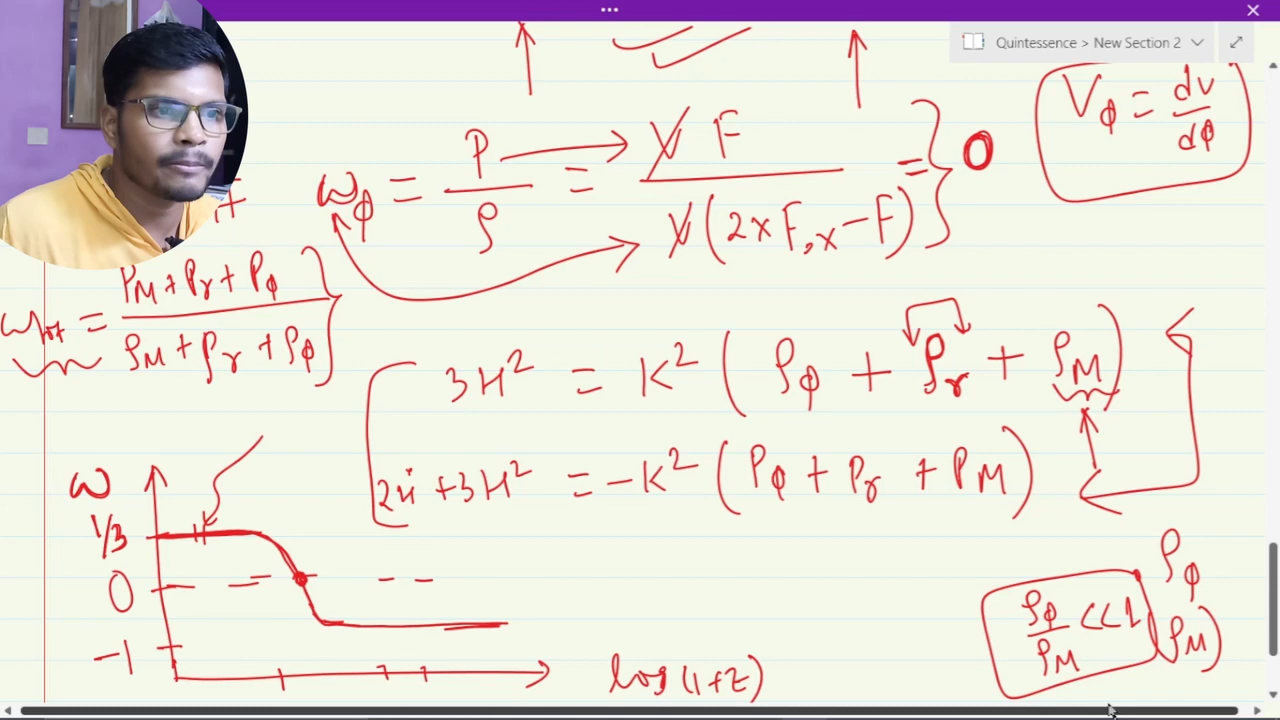 Quintessence > New Section 2
V_ϕ = dv/dϕ
ω_ϕ = P/ρ = V F / V (2x F,x − F) = } 0
ω_tot = P_M + P_r + P_ϕ / ρ_M + ρ_r + ρ_ϕ
3H² = K² ( ρ_ϕ + ρ_r + ρ_M )
2Ḣ + 3H² = −K² ( P_ϕ + P_r + P_M )
ω
1/3
0
−1
log(1+z)
ρ_ϕ
ρ_ϕ/ρ_M << 1
(ρ_M)